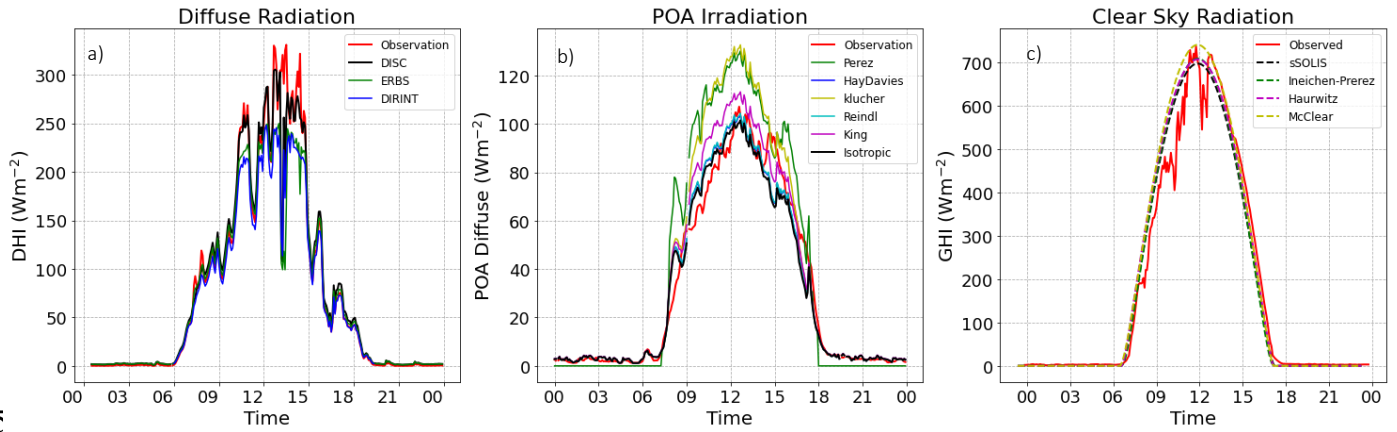 Diffuse Radiation
a)
Observation
DISC
ERBS
DIRINT
DHI (Wm−2)
300
250
200
150
100
50
0
00 03 06 09 12 15 18 20 00
Time
POA Irradiation
b)
Observation
Perez
HayDavies
klucher
Reindl
King
Isotropic
POA Diffuse (Wm−2)
120
100
80
60
40
20
0
00 03 06 09 12 15 18 21 00
Time
Clear Sky Radiation
c)
Observed
sSOLIS
Ineichen-Prerez
Haurwitz
McClear
GHI (Wm−2)
700
600
500
400
300
200
100
0
00 03 06 09 12 15 18 21 00
Time